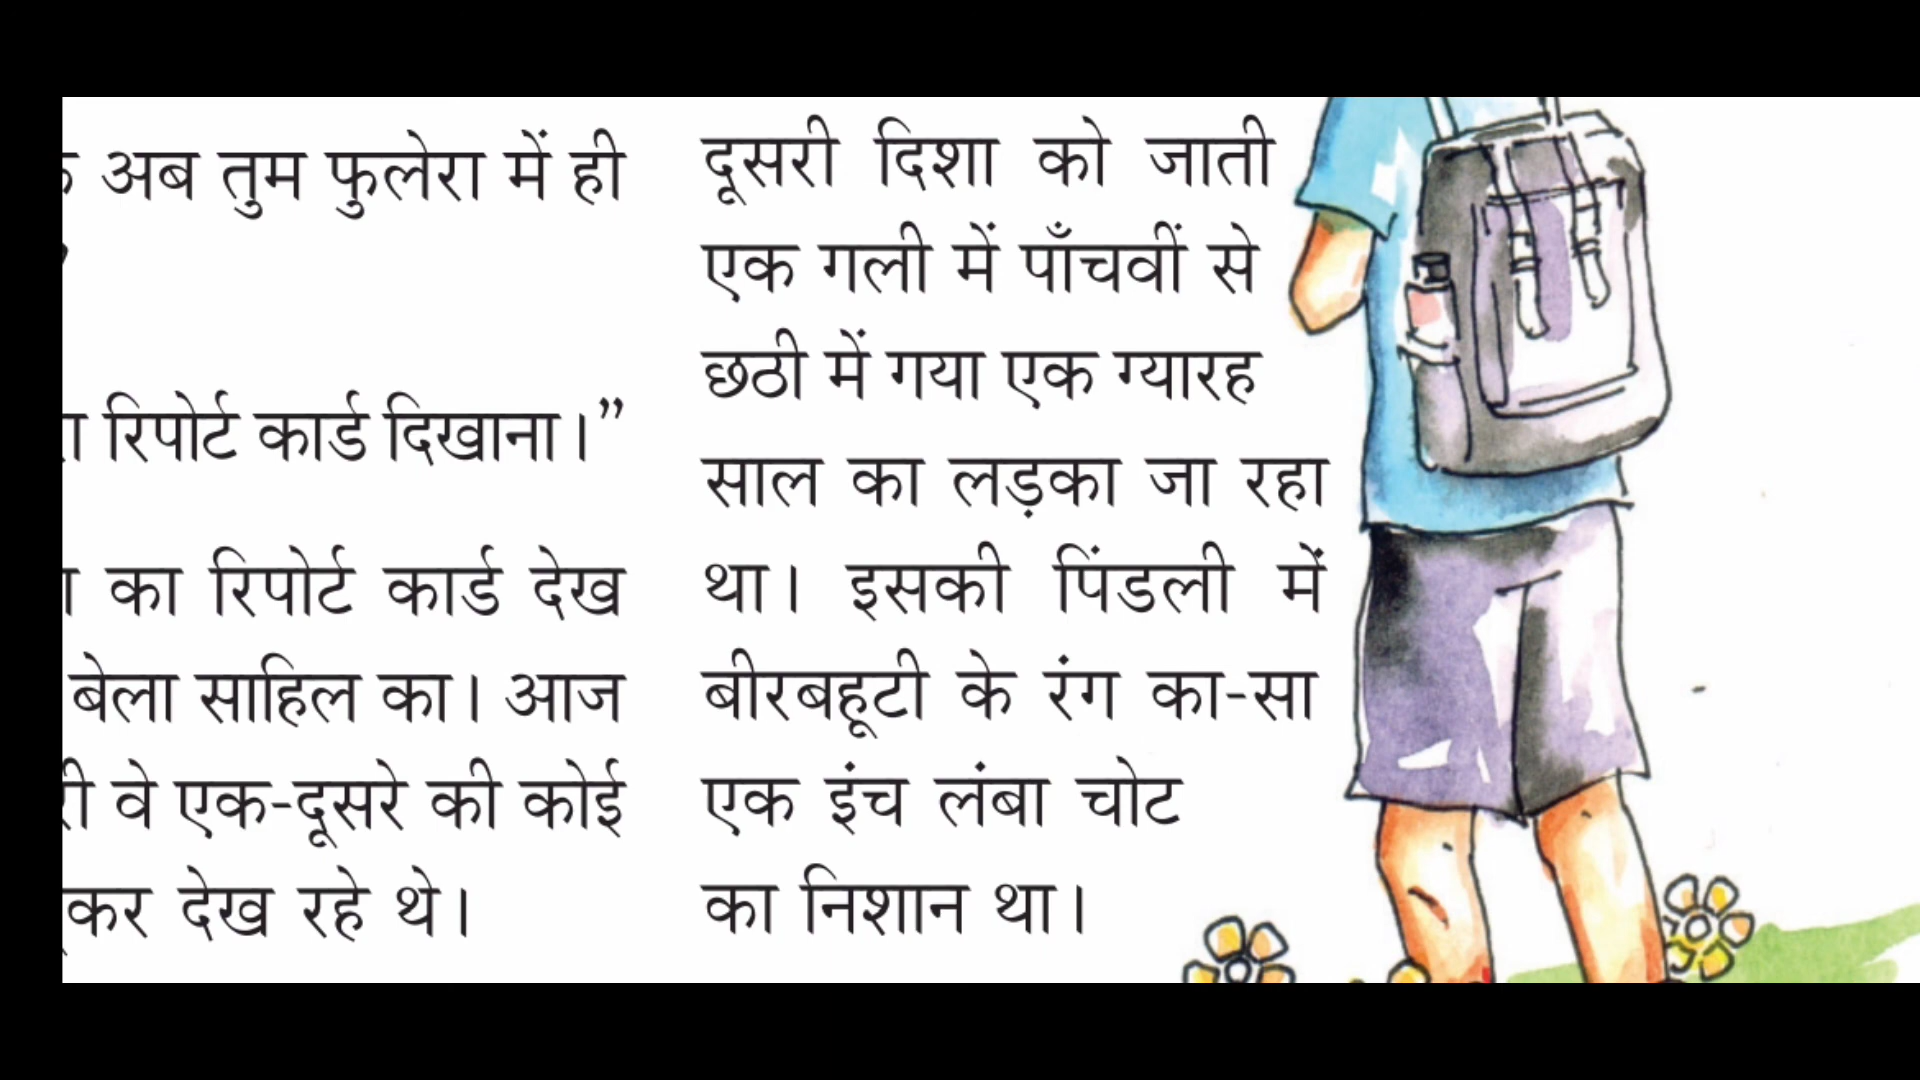 अब तुम फुलेरा में ही
रिपोर्ट कार्ड दिखाना।”
का रिपोर्ट कार्ड देख
बेला साहिल का। आज
वे एक-दूसरे की कोई
कर देख रहे थे।
दूसरी दिशा को जाती
एक गली में पाँचवीं से
छठी में गया एक ग्यारह
साल का लड़का जा रहा
था। इसकी पिंडली में
बीरबहूटी के रंग का-सा
एक इंच लंबा चोट
का निशान था।